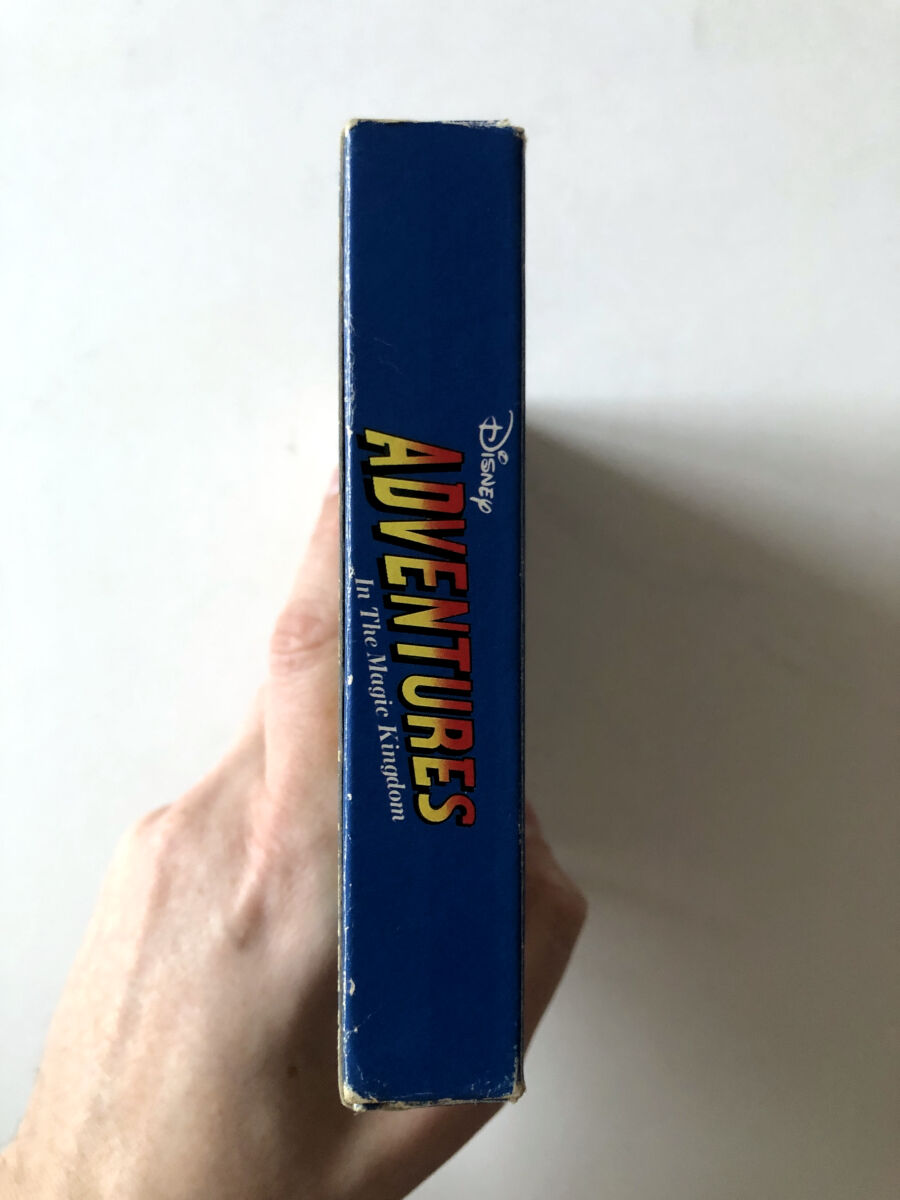 Disney
ADVENTURES
In The Magic Kingdom